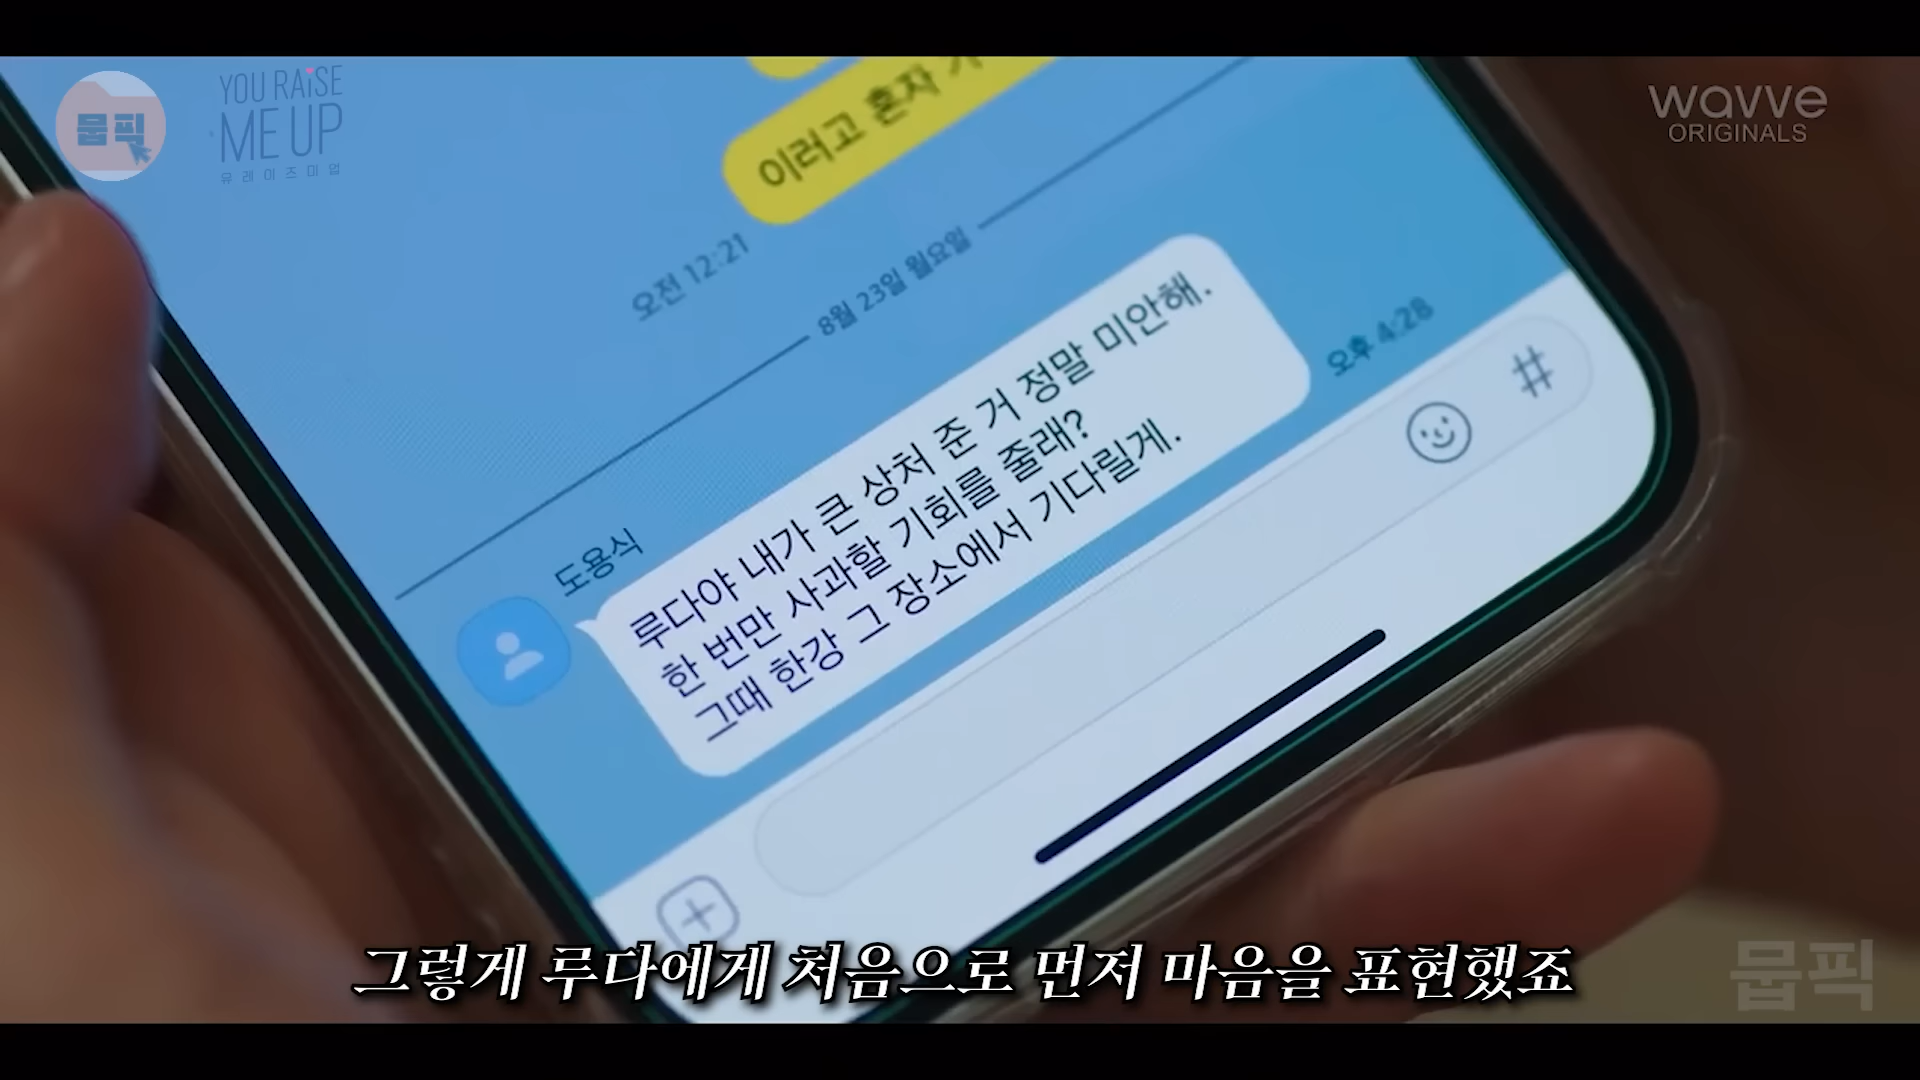 뭅픽
YOU RAISE
ME UP
유레이즈미업
wavve
ORIGINALS
이러고 혼자
오전 12:21
8월 23일 월요일
도용식
루다야 내가 큰 상처 준 거 정말 미안해.
한 번만 사과할 기회를 줄래?
그때 한강 그 장소에서 기다릴게.
오후 4:28
#
그렇게 루다에게 처음으로 먼저 마음을 표현했죠
뭅픽